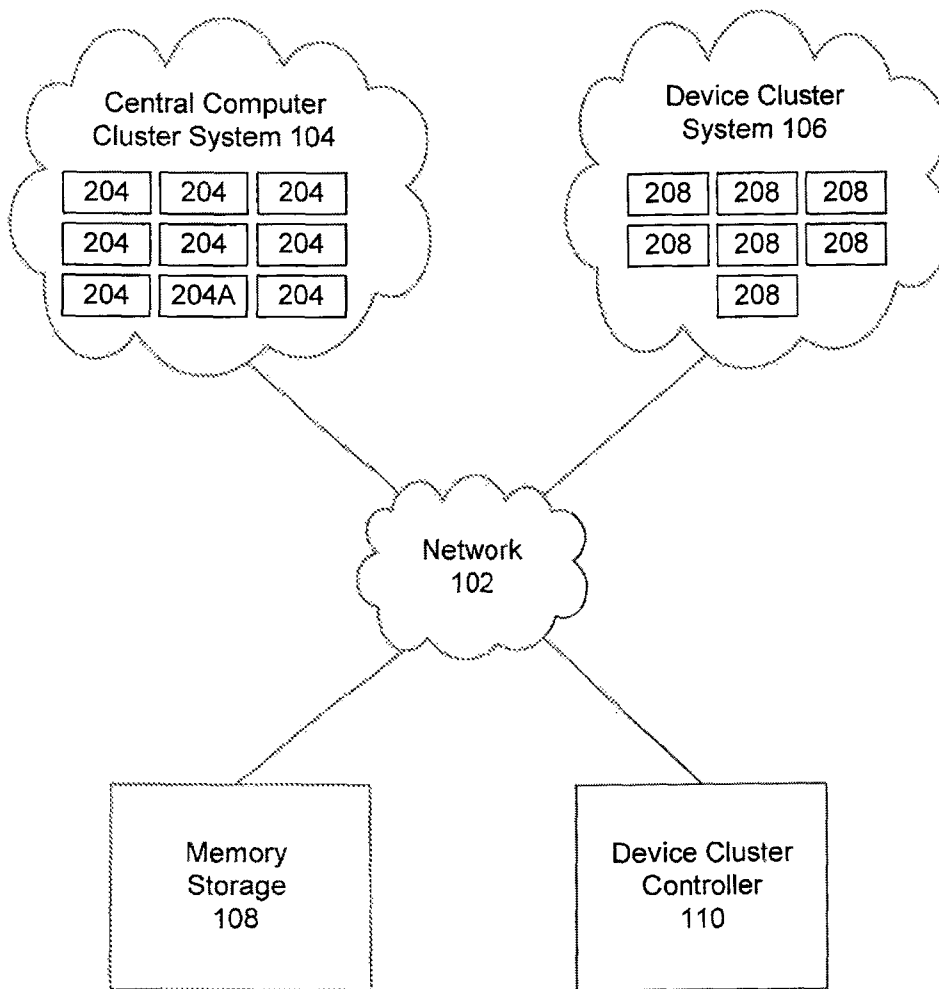 Central Computer
Cluster System 104
204 204 204
204 204 204
204 204A 204
Device Cluster
System 106
208 208 208
208 208 208
208
Network
102
Memory
Storage
108
Device Cluster
Controller
110